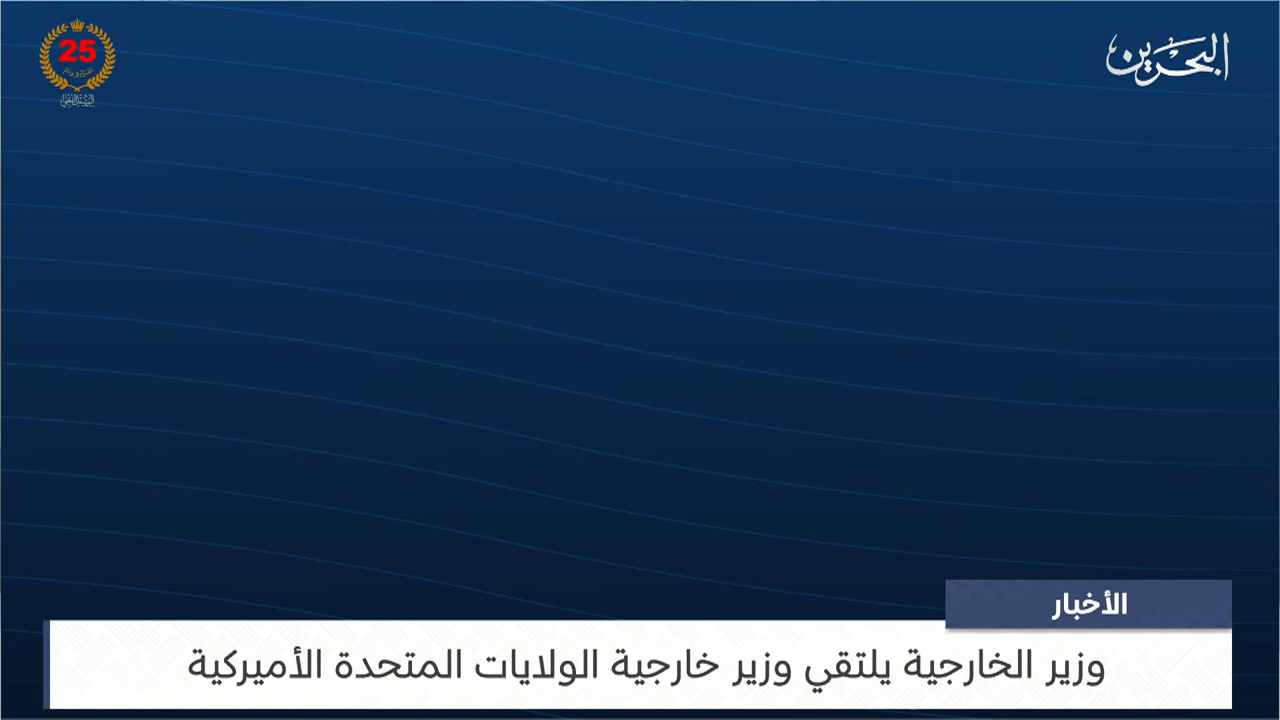 البحرين
25
الأخبار
وزير الخارجية يلتقي وزير خارجية الولايات المتحدة الأميركية